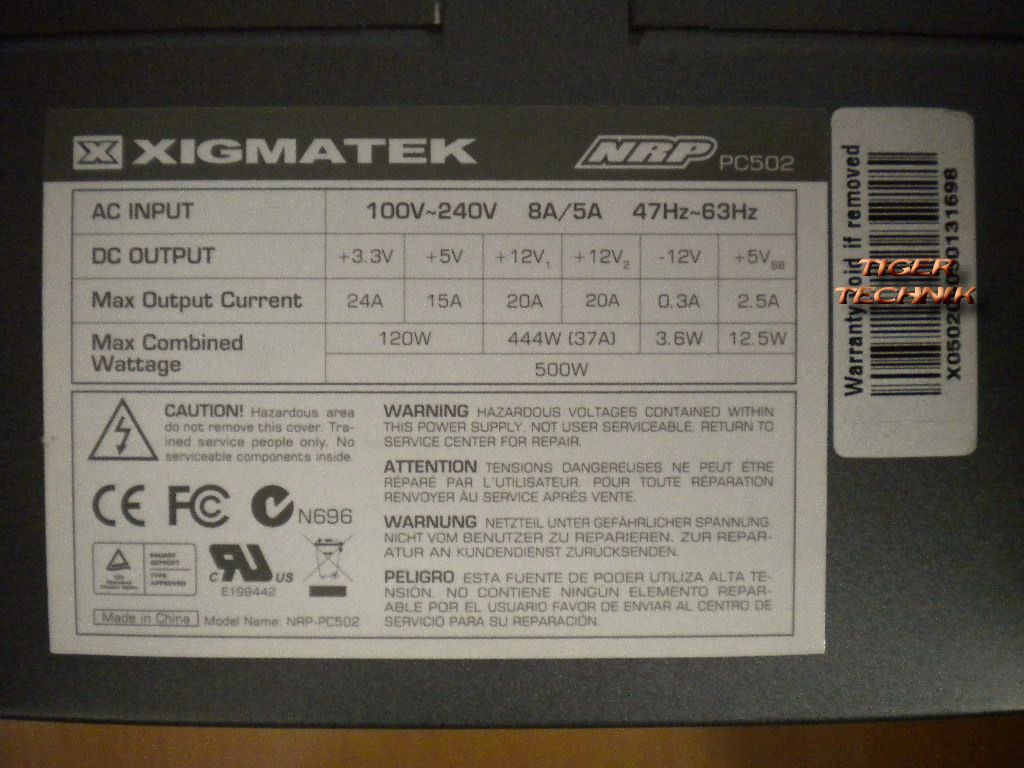 XIGMATEK
NRP PC502
AC INPUT 100V~240V 8A/5A 47Hz~63Hz
DC OUTPUT +3.3V +5V +12V1 +12V2 -12V +5VSB
Max Output Current 24A 15A 20A 20A 0.3A 2.5A
Max Combined Wattage 120W 444W (37A) 3.6W 12.5W
500W
CAUTION! Hazardous area
do not remove this cover. Tra-
ined service people only. No
serviceable components inside.
WARNING HAZARDOUS VOLTAGES CONTAINED WITHIN
THIS POWER SUPPLY, NOT USER SERVICEABLE. RETURN TO
SERVICE CENTER FOR REPAIR.
ATTENTION TENSIONS DANGEREUSES NE PEUT ÊTRE
RÉPARÉ PAR L'UTILISATEUR. POUR TOUTE RÉPARATION
RENVOYER ÀU SERVICE APRÉS VENTE.
WARNUNG NETZTEIL UNTER GEFÄHRLICHER SPANNUNG.
NICHT VOM BENUTZER ZU REPARIEREN. ZUR REPAR-
ATUR AN KUNDENDIENST ZURÜCKSENDEN.
PELIGRO ESTA FUENTE DE PODER UTILIZA ALTA TE-
NSIÓN. NO CONTIENE NINGÚN ELEMENTO REPAR-
ABLE POR EL USUARIO FAVOR DE ENVIAR AL CENTRO DE
SERVICIO PARA SU REPARACIÓN.
CE FC N696
TYPE
APPROVED
c RU US
E199442
Made in China Model Name: NRP-PC502
Warranty void if removed
TIGER
TECHNIK